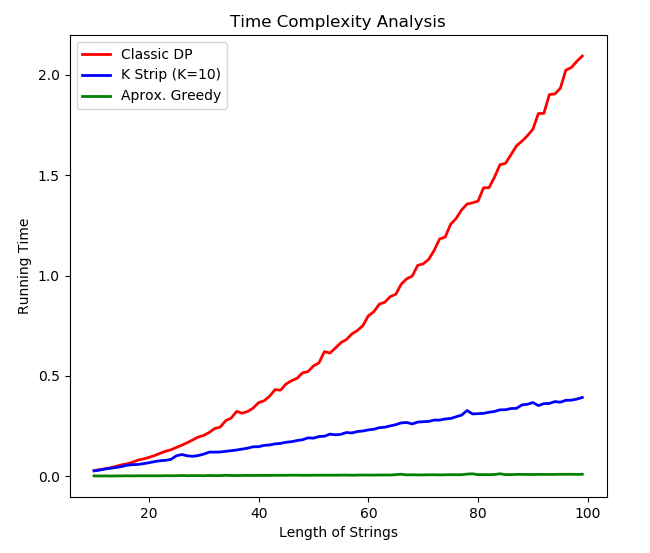 Time Complexity Analysis
Classic DP
K Strip (K=10)
Aprox. Greedy
2.0
1.5
1.0
0.5
0.0
Running Time
20 40 60 80 100
Length of Strings